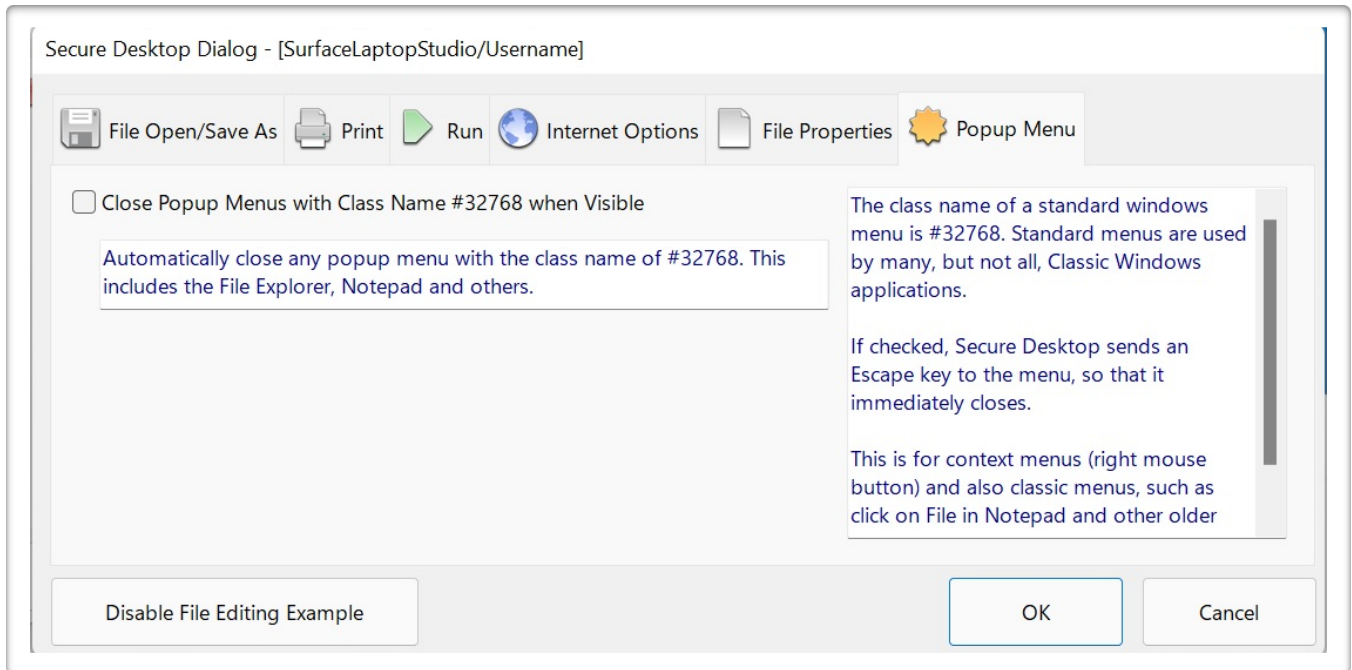 Secure Desktop Dialog - [SurfaceLaptopStudio/Username]
File Open/Save As Print Run Internet Options File Properties Popup Menu
Close Popup Menus with Class Name #32768 when Visible
Automatically close any popup menu with the class name of #32768. This
includes the File Explorer, Notepad and others.
The class name of a standard windows
menu is #32768. Standard menus are used
by many, but not all, Classic Windows
applications.
If checked, Secure Desktop sends an
Escape key to the menu, so that it
immediately closes.
This is for context menus (right mouse
button) and also classic menus, such as
click on File in Notepad and other older
Disable File Editing Example
OK
Cancel